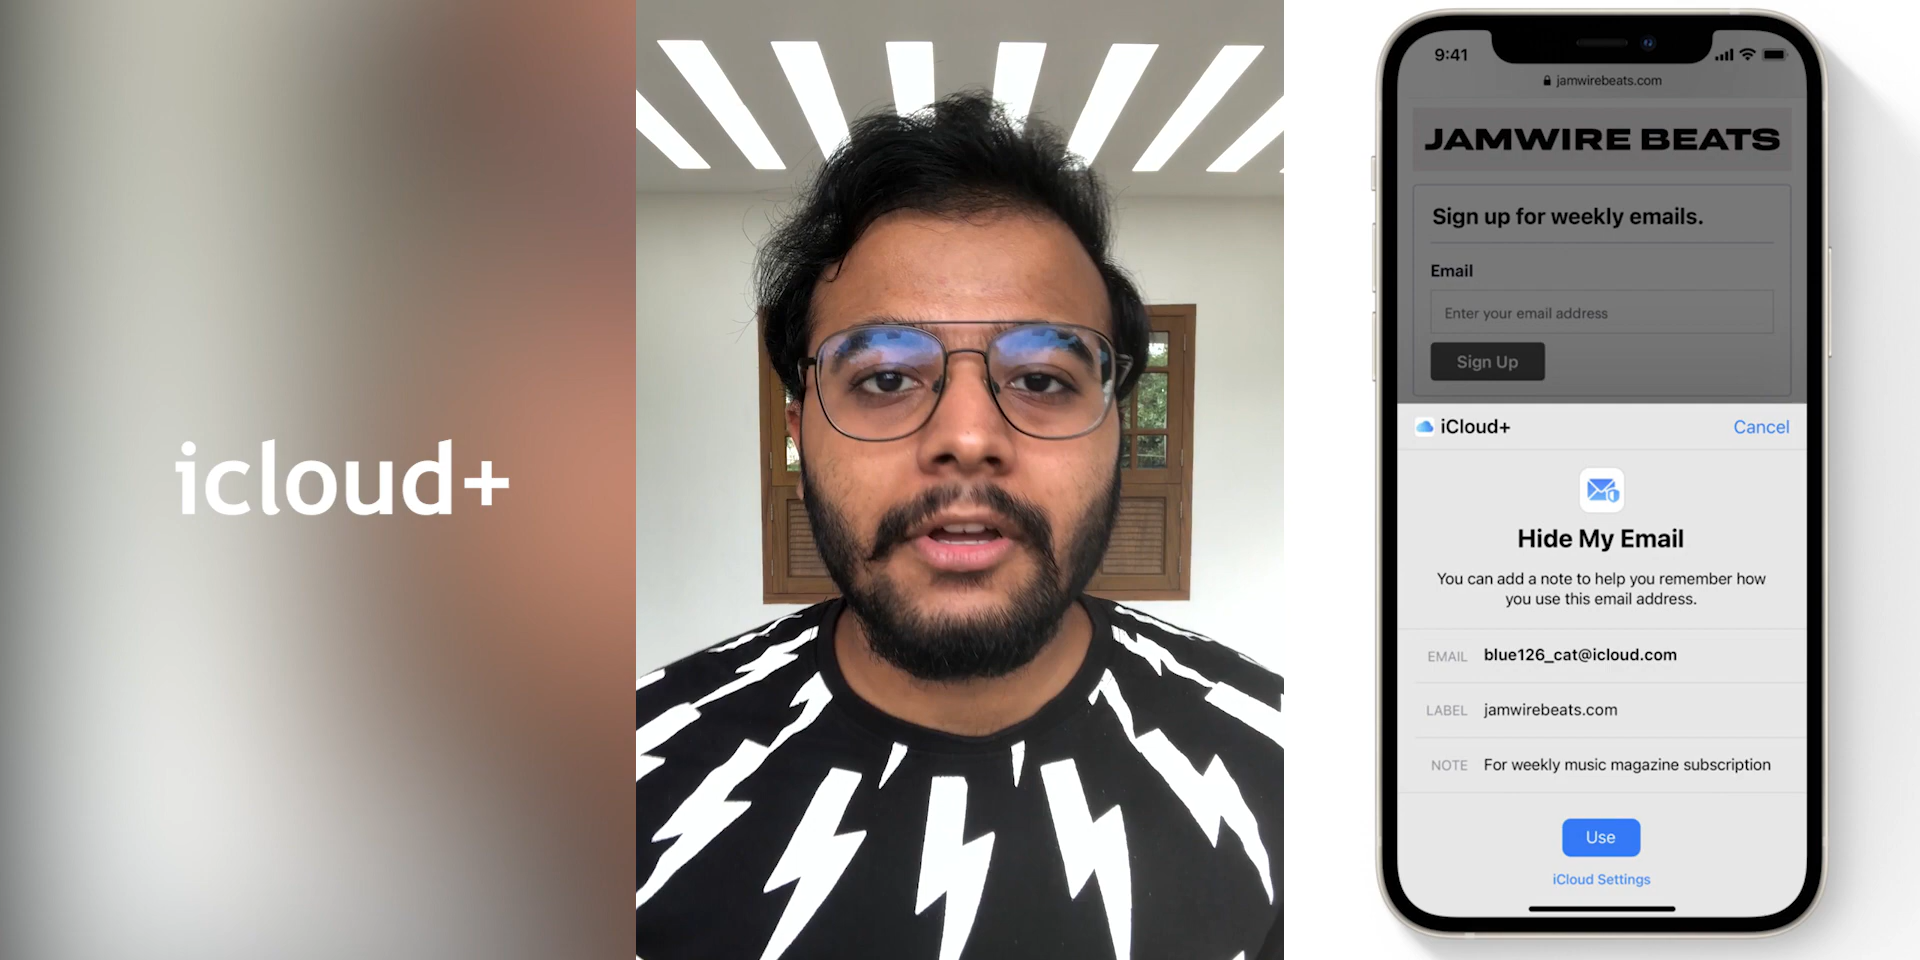 icloud+
9:41
jamwirebeats.com
JAMWIRE BEATS
Sign up for weekly emails.
Email
Enter your email address
Sign Up
iCloud+
Cancel
Hide My Email
You can add a note to help you remember how
you use this email address.
EMAIL blue126_cat@icloud.com
LABEL jamwirebeats.com
NOTE For weekly music magazine subscription
Use
iCloud Settings